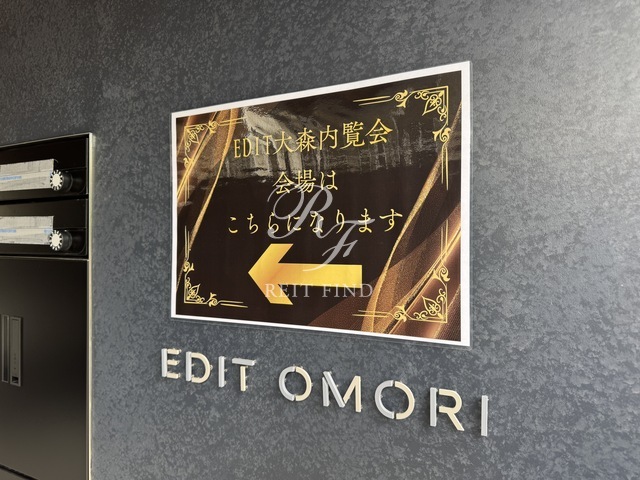 EDIT大森内覧会
会場は
こちらになります
RF
REIT FIND
EDIT OMORI